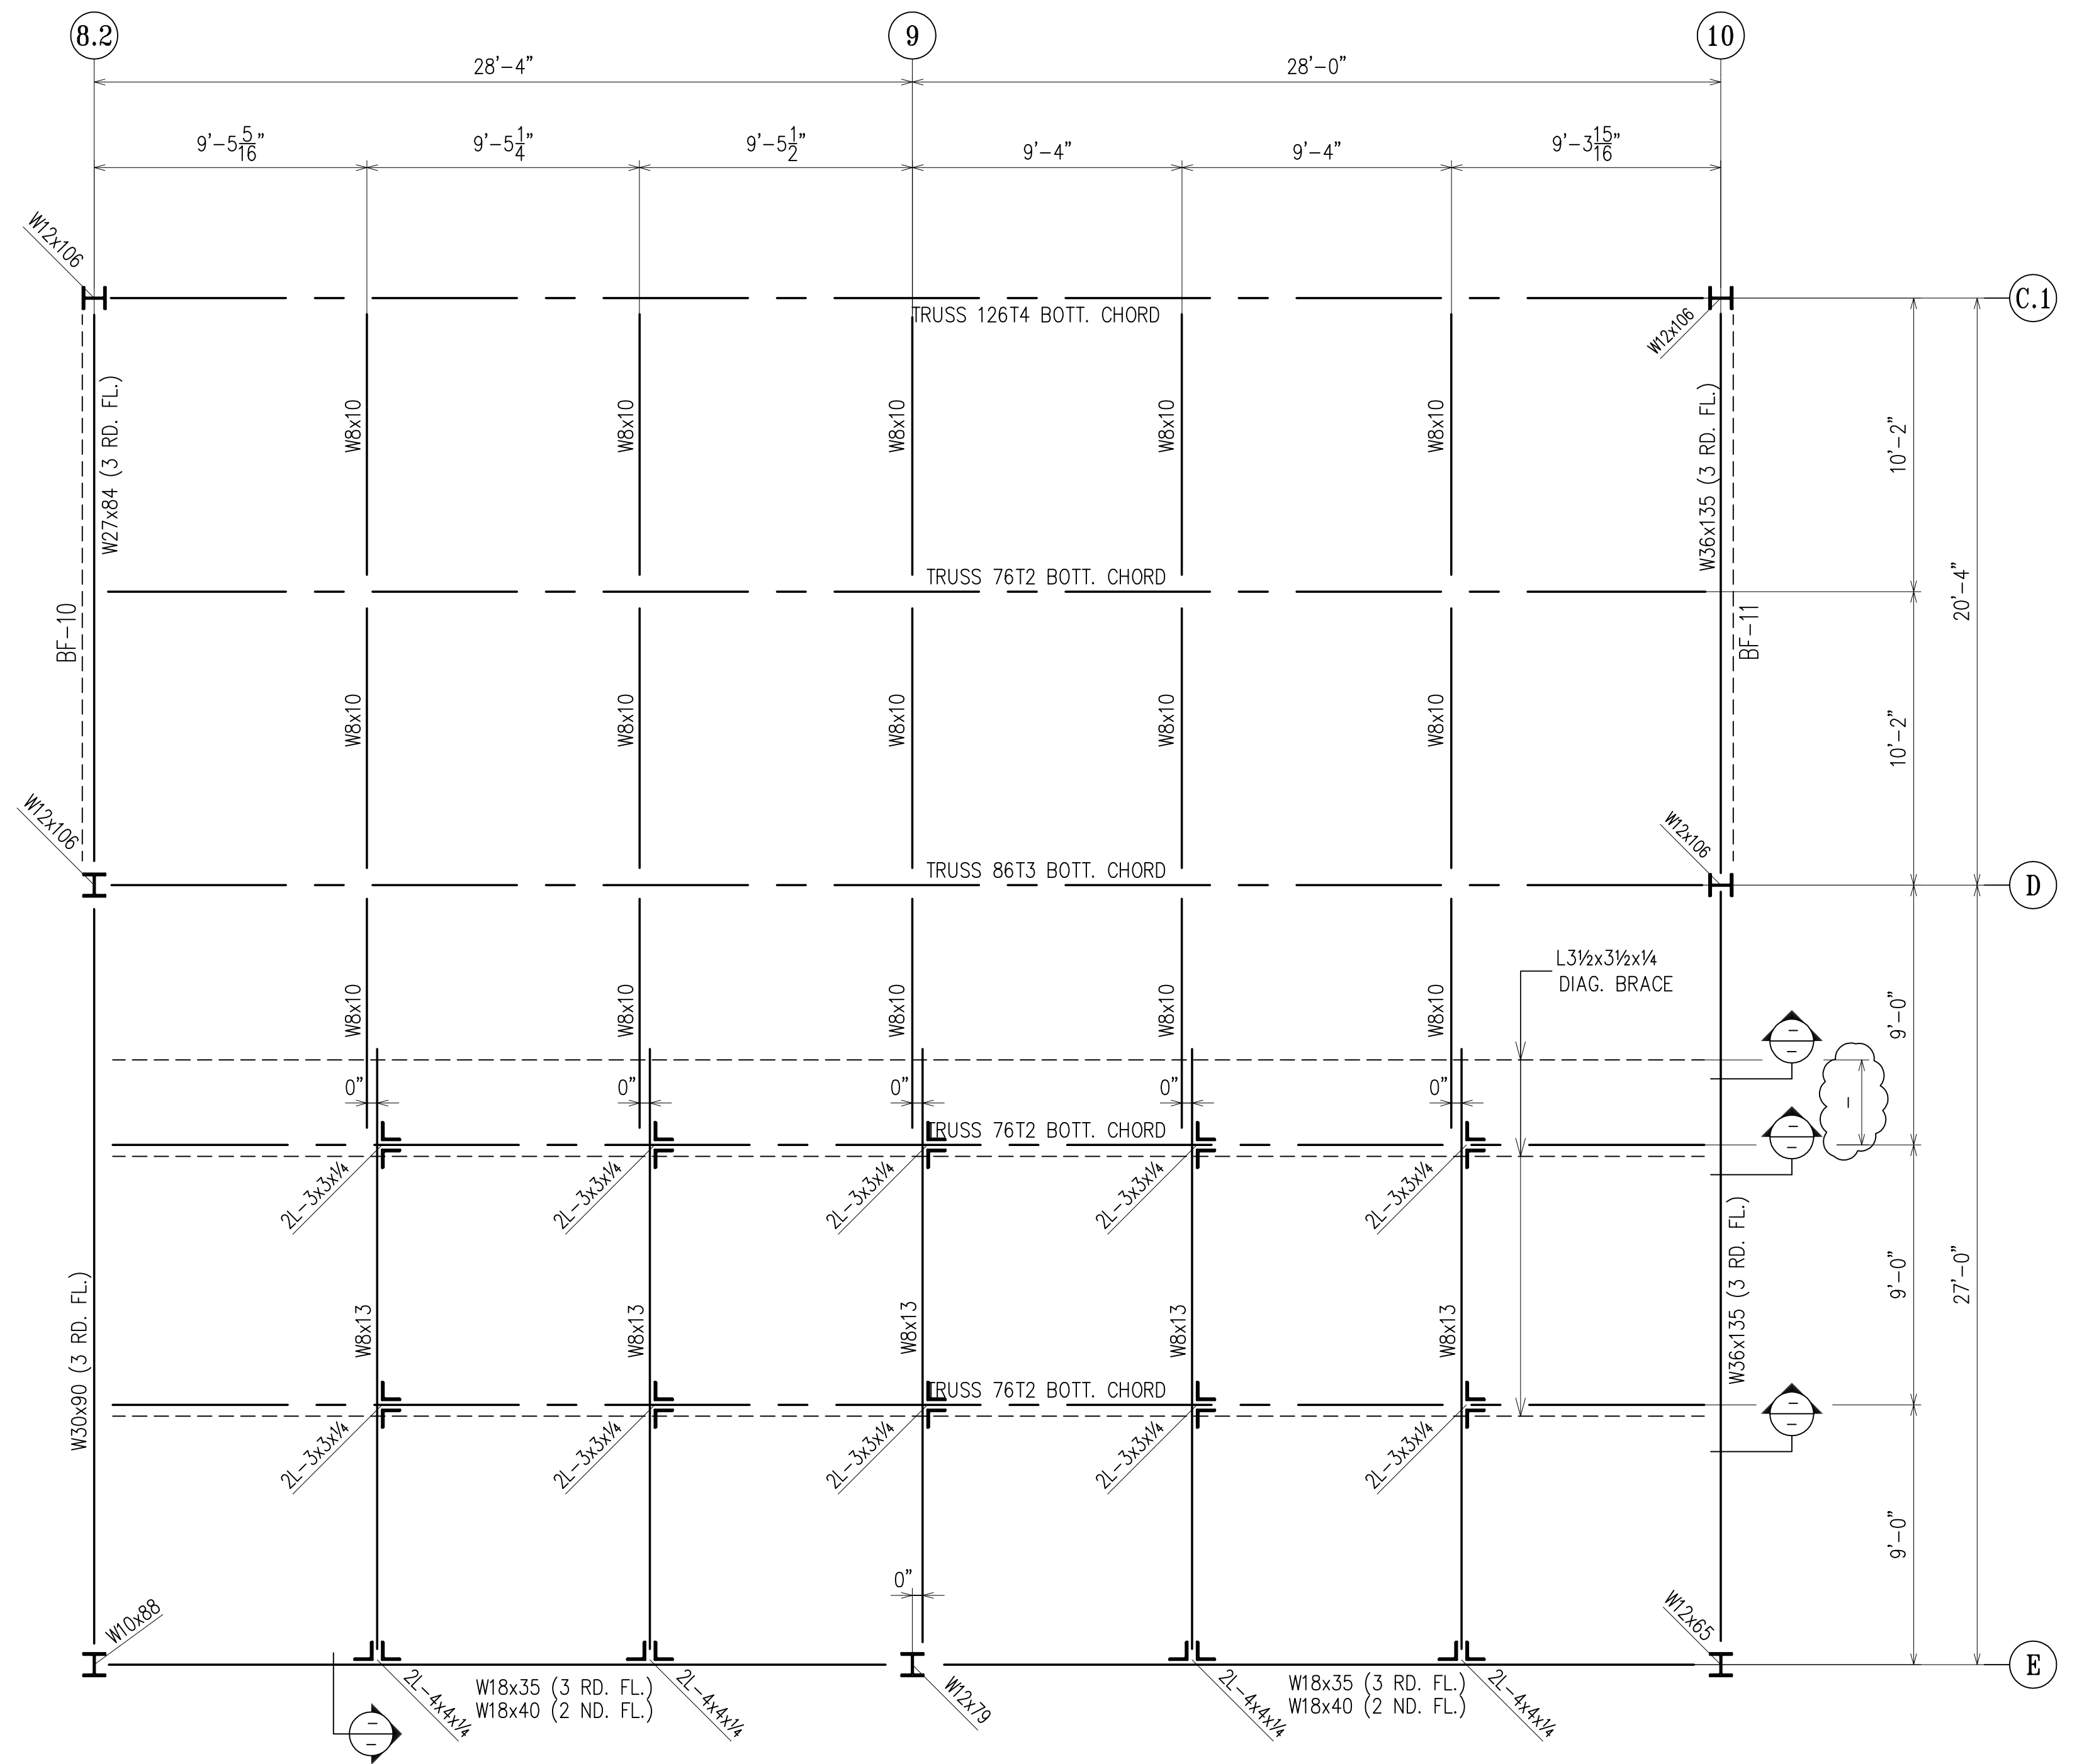 8.2
9
10
28'-4"
28'-0"
9'-5 5/16"
9'-5 1/4"
9'-5 1/2"
9'-4"
9'-4"
9'-3 15/16"
W12x106
C.1
TRUSS 126T4 BOTT. CHORD
W12x106
W27x84 (3 RD. FL.)
W8x10
W8x10
W8x10
W8x10
W8x10
W36x135 (3 RD. FL.)
10'-2"
TRUSS 76T2 BOTT. CHORD
BF-10
BF-11
20'-4"
W8x10
W8x10
W8x10
W8x10
W8x10
10'-2"
W12x106
W12x106
TRUSS 86T3 BOTT. CHORD
D
L3½x3½x¼
DIAG. BRACE
W8x10
W8x10
W8x10
W8x10
W8x10
9'-0"
-
-
0"
0"
0"
0"
0"
-
TRUSS 76T2 BOTT. CHORD
-
-
2L-3x3x¼
2L-3x3x¼
2L-3x3x¼
2L-3x3x¼
2L-3x3x¼
W30x90 (3 RD. FL.)
W8x13
W8x13
W8x13
W8x13
W8x13
W36x135 (3 RD. FL.)
9'-0"
27'-0"
TRUSS 76T2 BOTT. CHORD
-
-
2L-3x3x¼
2L-3x3x¼
2L-3x3x¼
2L-3x3x¼
2L-3x3x¼
9'-0"
0"
W10x88
W12x65
E
2L-4x4x¼
W18x35 (3 RD. FL.)
W18x40 (2 ND. FL.)
2L-4x4x¼
W12x79
2L-4x4x¼
W18x35 (3 RD. FL.)
W18x40 (2 ND. FL.)
2L-4x4x¼
-
-